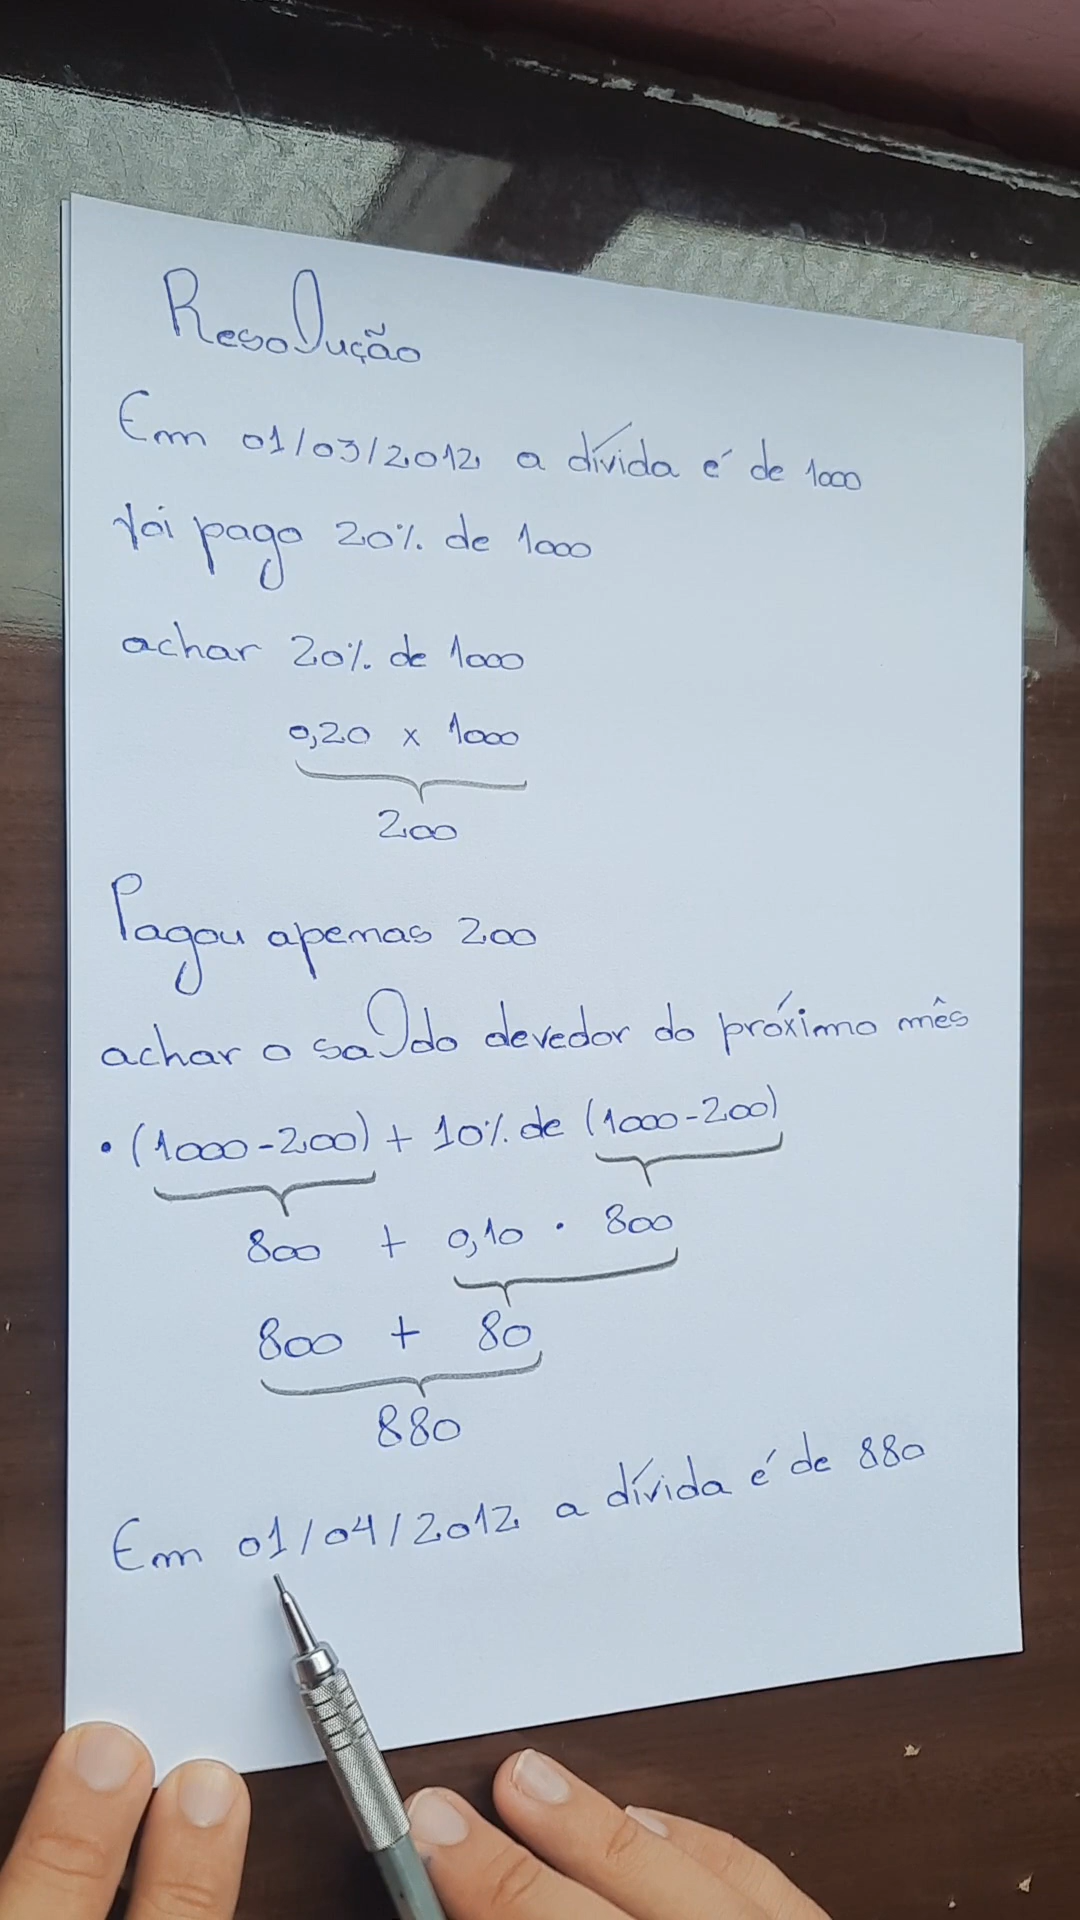 Resolução
Em 01/03/2012 a dívida é de 1000
foi pago 20% de 1000
achar 20% de 1000
0,20 x 1000
200
Pagou apenas 200
achar o saldo devedor do próximo mês
• (1000-200) + 10% de (1000-200)
800 + 0,10 · 800
800 + 80
880
Em 01/04/2012 a dívida é de 880